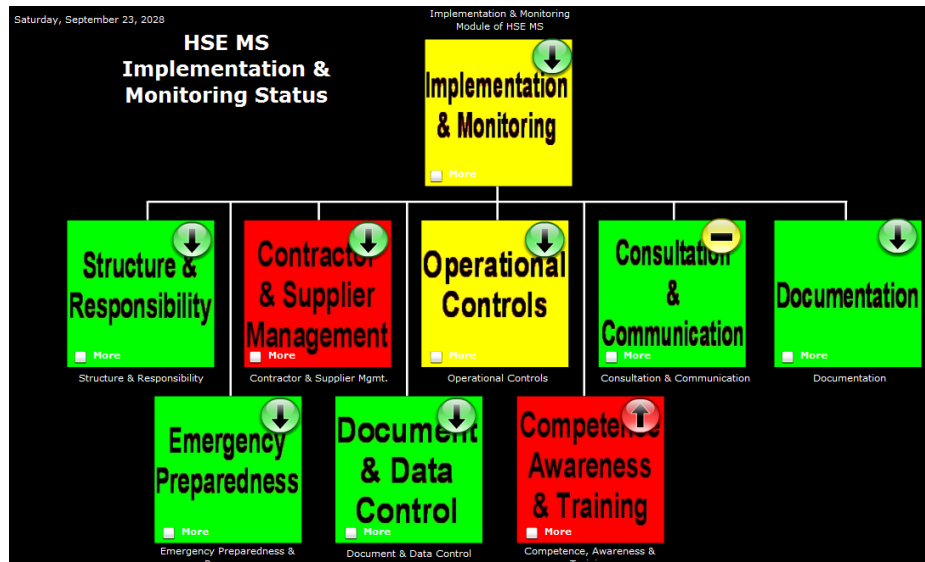 Saturday, September 23, 2028
HSE MS
Implementation &
Monitoring Status
Implementation & Monitoring
Module of HSE MS
Implementation
& Monitoring
More
Structure &
Responsibility
More
Structure & Responsibility
Contractor
& Supplier
Management
More
Contractor & Supplier Mgmt.
Operational
Controls
More
Operational Controls
Consultation
&
Communication
More
Consultation & Communication
Documentation
More
Documentation
Emergency
Preparedness
More
Emergency Preparedness &
Document
& Data
Control
More
Document & Data Control
Competence
Awareness
& Training
More
Competence, Awareness &